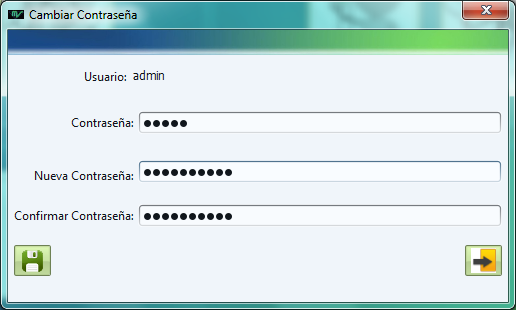 Cambiar Contraseña
Usuario: admin
Contraseña: ●●●●●
Nueva Contraseña: ●●●●●●●●●●
Confirmar Contraseña: ●●●●●●●●●●